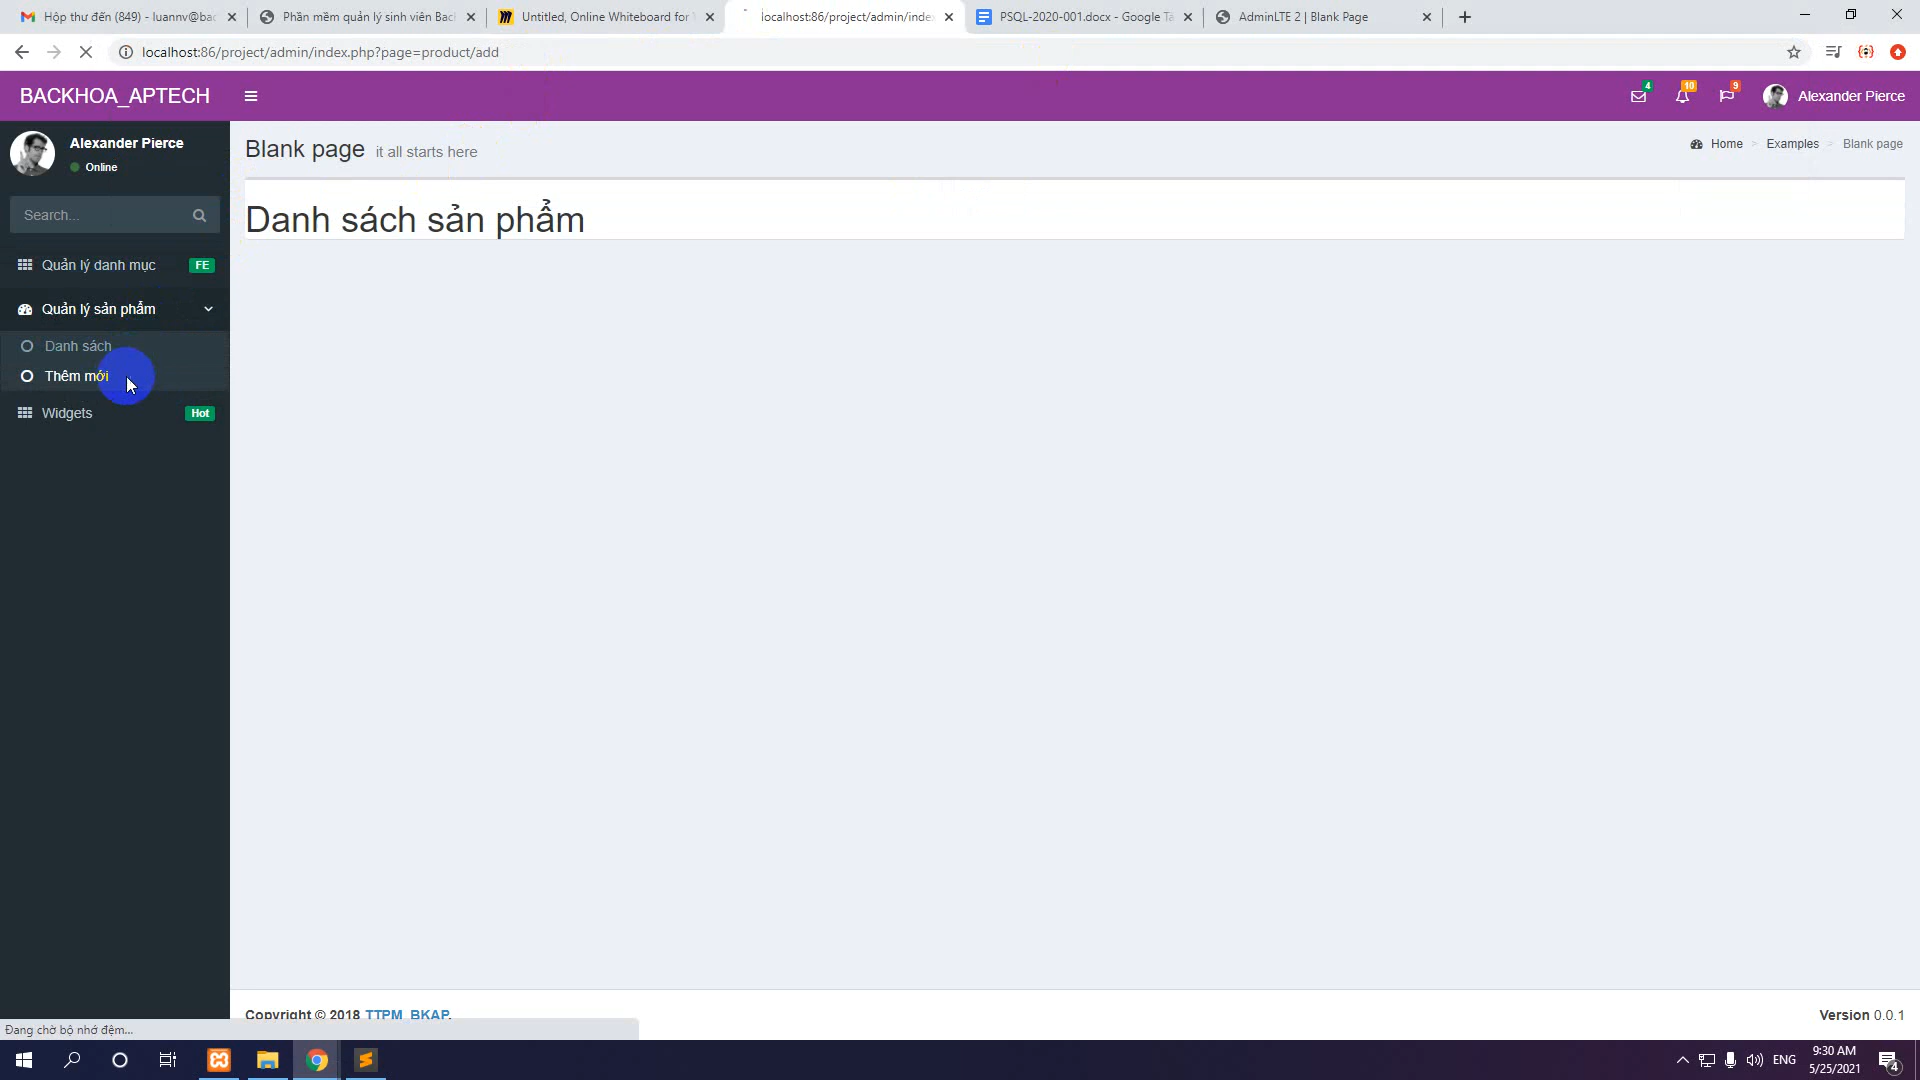 Hộp thư đến (849) - luannv@bac
Phần mềm quản lý sinh viên Bac
Untitled, Online Whiteboard for
localhost:86/project/admin/inde
PSQL-2020-001.docx - Google Tà
AdminLTE 2 | Blank Page
localhost:86/project/admin/index.php?page=product/add
BACKHOA_APTECH
4
10
9
Alexander Pierce
Alexander Pierce
Online
Blank page it all starts here
Home > Examples > Blank page
Search...
Danh sách sản phẩm
Quản lý danh mục FE
Quản lý sản phẩm
Danh sách
Thêm mới
Widgets Hot
Copyright © 2018 TTPM_BKAP.
Version 0.0.1
Đang chờ bộ nhớ đệm...
ENG
9:30 AM
5/25/2021
4